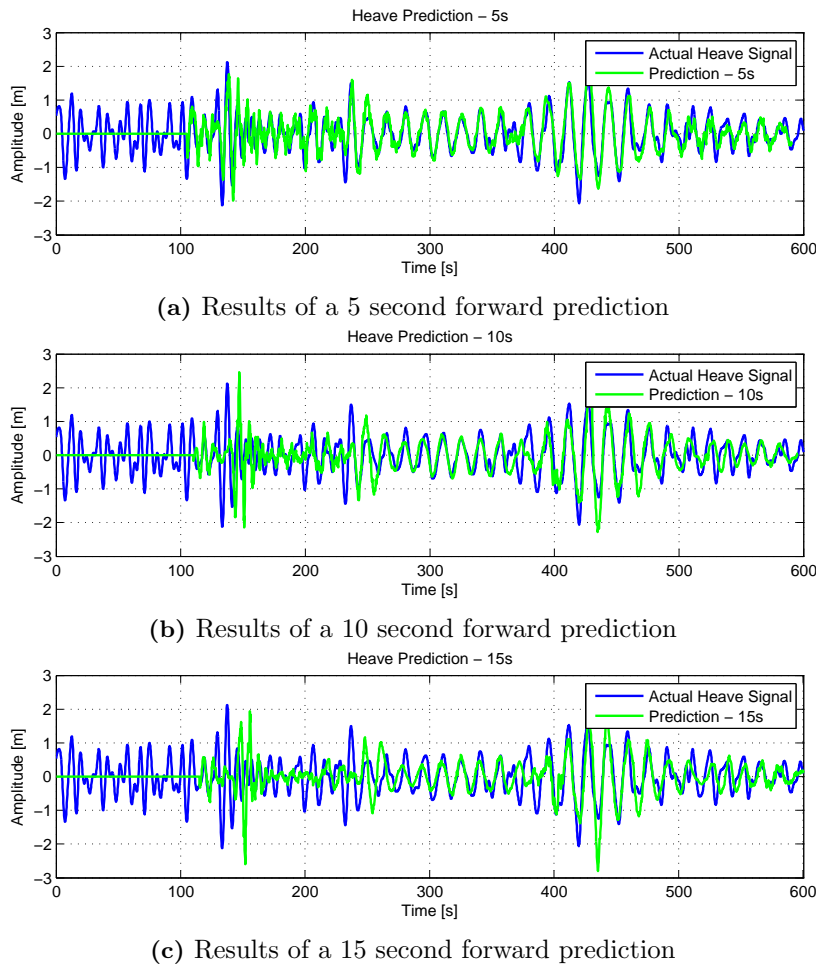 Heave Prediction − 5s
3
2
1
0
−1
−2
−3
Amplitude [m]
Actual Heave Signal
Prediction − 5s
0 100 200 300 400 500 600
Time [s]
(a) Results of a 5 second forward prediction
Heave Prediction − 10s
3
2
1
0
−1
−2
−3
Amplitude [m]
Actual Heave Signal
Prediction − 10s
0 100 200 300 400 500 600
Time [s]
(b) Results of a 10 second forward prediction
Heave Prediction − 15s
3
2
1
0
−1
−2
−3
Amplitude [m]
Actual Heave Signal
Prediction − 15s
0 100 200 300 400 500 600
Time [s]
(c) Results of a 15 second forward prediction